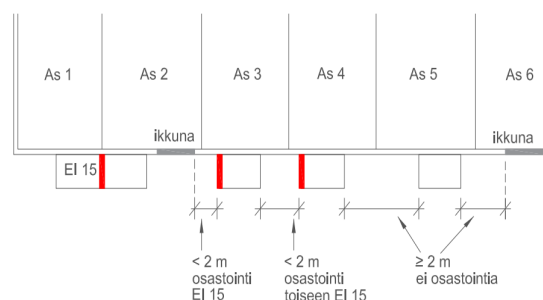 As 1
As 2
As 3
As 4
As 5
As 6
ikkuna
ikkuna
EI 15
< 2 m
osastointi
EI 15
< 2 m
osastointi
toiseen EI 15
≥ 2 m
ei osastointia